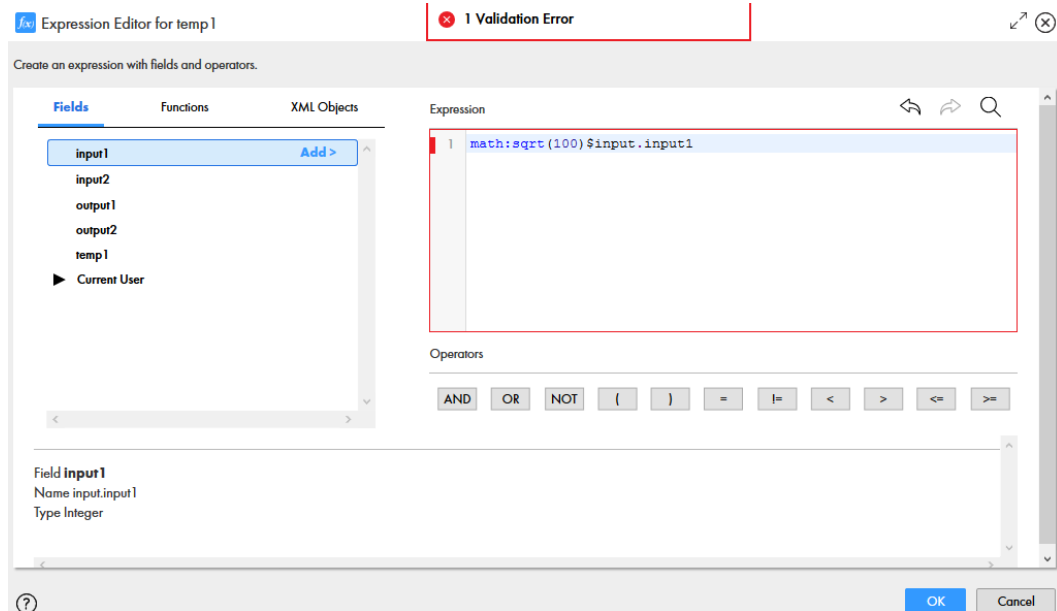 f(x) Expression Editor for temp1
1 Validation Error
Create an expression with fields and operators.
Fields Functions XML Objects
Expression
input1 Add >
input2
output1
output2
temp1
Current User
1 math:sqrt(100)$input.input1
Operators
AND OR NOT ( ) = != < > <= >=
Field input1
Name input.input1
Type Integer
?
OK Cancel